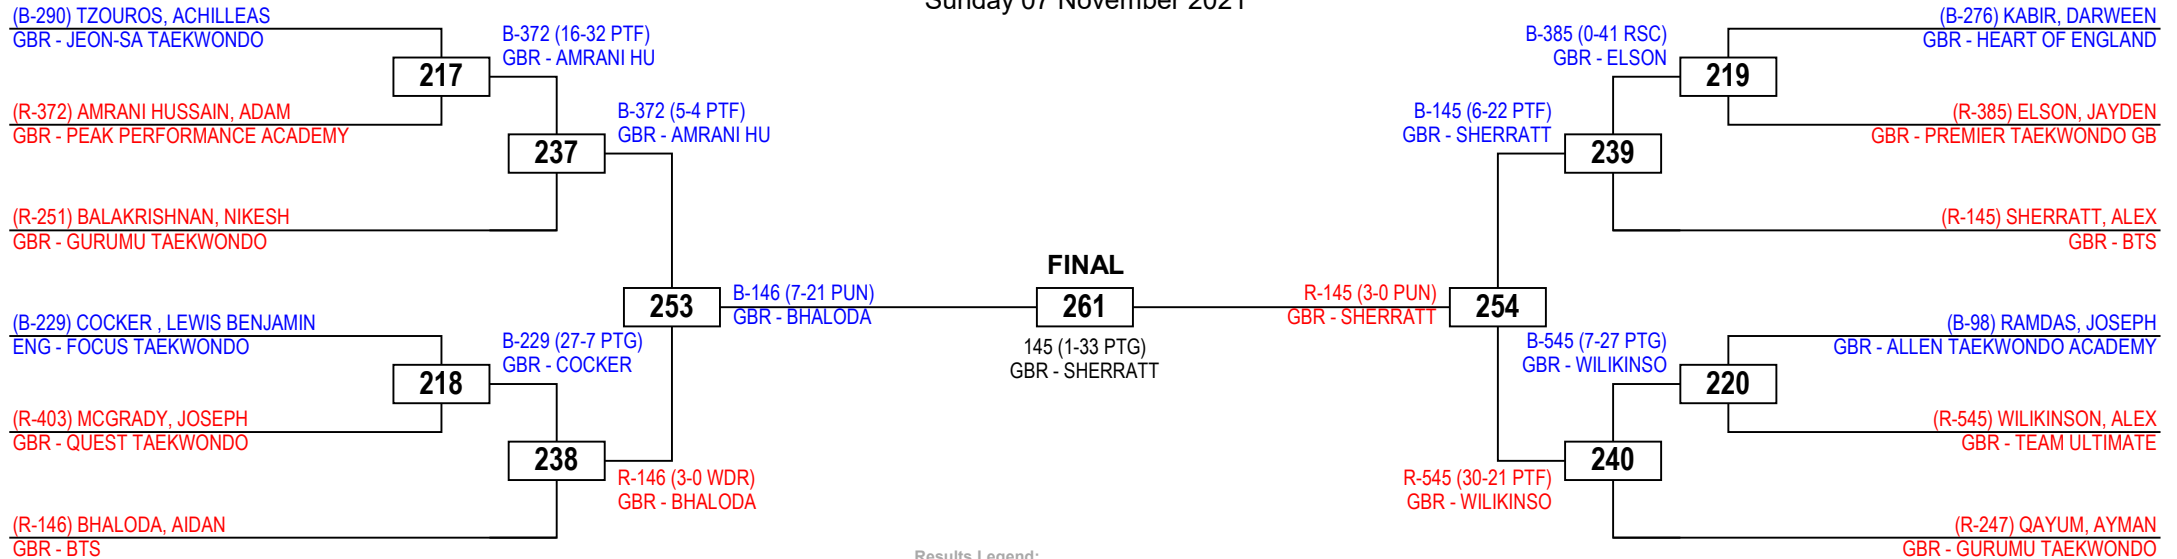 Sunday 07 November 2021
(B-290) TZOUROS, ACHILLEAS
GBR - JEON-SA TAEKWONDO
217
(R-372) AMRANI HUSSAIN, ADAM
GBR - PEAK PERFORMANCE ACADEMY
B-372 (16-32 PTF)
GBR - AMRANI HU
237
B-372 (5-4 PTF)
GBR - AMRANI HU
(R-251) BALAKRISHNAN, NIKESH
GBR - GURUMU TAEKWONDO
253
B-146 (7-21 PUN)
GBR - BHALODA
(B-229) COCKER , LEWIS BENJAMIN
ENG - FOCUS TAEKWONDO
218
(R-403) MCGRADY, JOSEPH
GBR - QUEST TAEKWONDO
B-229 (27-7 PTG)
GBR - COCKER
238
R-146 (3-0 WDR)
GBR - BHALODA
(R-146) BHALODA, AIDAN
GBR - BTS
FINAL
261
145 (1-33 PTG)
GBR - SHERRATT
(B-276) KABIR, DARWEEN
GBR - HEART OF ENGLAND
219
(R-385) ELSON, JAYDEN
GBR - PREMIER TAEKWONDO GB
B-385 (0-41 RSC)
GBR - ELSON
239
B-145 (6-22 PTF)
GBR - SHERRATT
(R-145) SHERRATT, ALEX
GBR - BTS
254
R-145 (3-0 PUN)
GBR - SHERRATT
(B-98) RAMDAS, JOSEPH
GBR - ALLEN TAEKWONDO ACADEMY
220
(R-545) WILIKINSON, ALEX
GBR - TEAM ULTIMATE
B-545 (7-27 PTG)
GBR - WILIKINSO
240
R-545 (30-21 PTF)
GBR - WILIKINSO
(R-247) QAYUM, AYMAN
GBR - GURUMU TAEKWONDO
Results Legend: